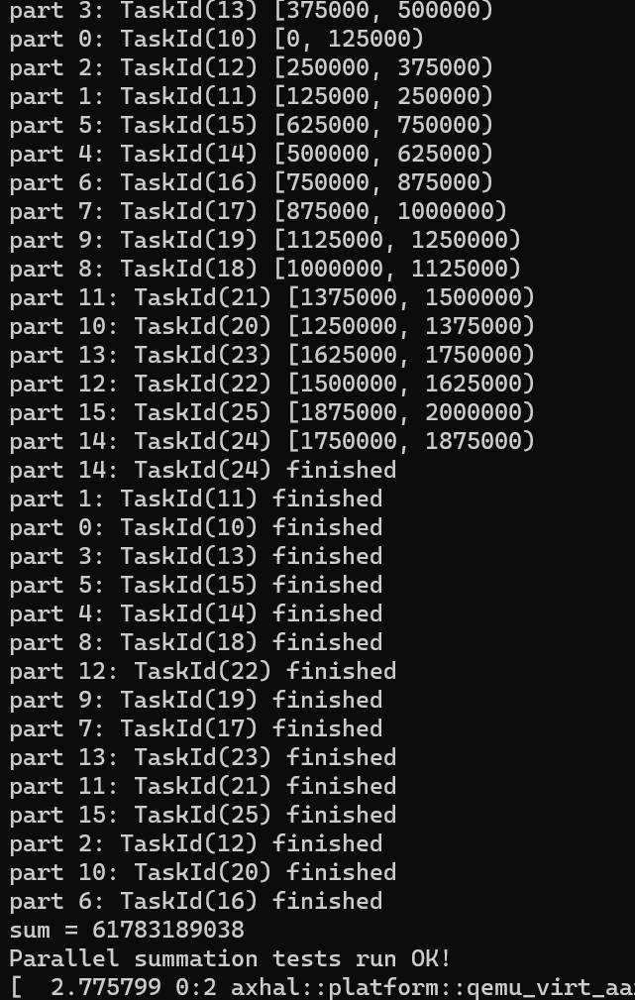 part 3: TaskId(13) [375000, 500000)
part 0: TaskId(10) [0, 125000)
part 2: TaskId(12) [250000, 375000)
part 1: TaskId(11) [125000, 250000)
part 5: TaskId(15) [625000, 750000)
part 4: TaskId(14) [500000, 625000)
part 6: TaskId(16) [750000, 875000)
part 7: TaskId(17) [875000, 1000000)
part 9: TaskId(19) [1125000, 1250000)
part 8: TaskId(18) [1000000, 1125000)
part 11: TaskId(21) [1375000, 1500000)
part 10: TaskId(20) [1250000, 1375000)
part 13: TaskId(23) [1625000, 1750000)
part 12: TaskId(22) [1500000, 1625000)
part 15: TaskId(25) [1875000, 2000000)
part 14: TaskId(24) [1750000, 1875000)
part 14: TaskId(24) finished
part 1: TaskId(11) finished
part 0: TaskId(10) finished
part 3: TaskId(13) finished
part 5: TaskId(15) finished
part 4: TaskId(14) finished
part 8: TaskId(18) finished
part 12: TaskId(22) finished
part 9: TaskId(19) finished
part 7: TaskId(17) finished
part 13: TaskId(23) finished
part 11: TaskId(21) finished
part 15: TaskId(25) finished
part 2: TaskId(12) finished
part 10: TaskId(20) finished
part 6: TaskId(16) finished
sum = 61783189038
Parallel summation tests run OK!
[  2.775799 0:2 axhal::platform::qemu_virt_aa